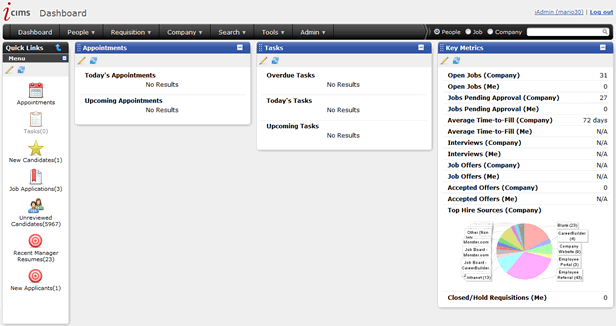 iCIMS Dashboard
iAdmin (mario30) | Log out
Dashboard People Requisition Company Search Tools Admin People Job Company
Quick Links
Menu
Appointments
Tasks(0)
New Candidates(1)
Job Applications(3)
Unreviewed
Candidates(5967)
Recent Manager
Resumes(23)
New Applicants(1)
Appointments
Today's Appointments
No Results
Upcoming Appointments
No Results
Tasks
Overdue Tasks
No Results
Today's Tasks
No Results
Upcoming Tasks
No Results
Key Metrics
Open Jobs (Company) 31
Open Jobs (Me) 0
Jobs Pending Approval (Company) 27
Jobs Pending Approval (Me) 0
Average Time-to-Fill (Company) 72 days
Average Time-to-Fill (Me) N/A
Interviews (Company) N/A
Interviews (Me) N/A
Job Offers (Company) N/A
Job Offers (Me) N/A
Accepted Offers (Company) 0
Accepted Offers (Me) 0
Top Hire Sources (Company)
Other (Non
Monster.com
Job Board -
Monster.com
Job Board -
CareerBuilder
Intranet (13)
Blank (23)
CareerBuilder
(4)
Company
Website (8)
Employee
Portal (3)
Employee
Referral (43)
Closed/Hold Requisitions (Me) 0